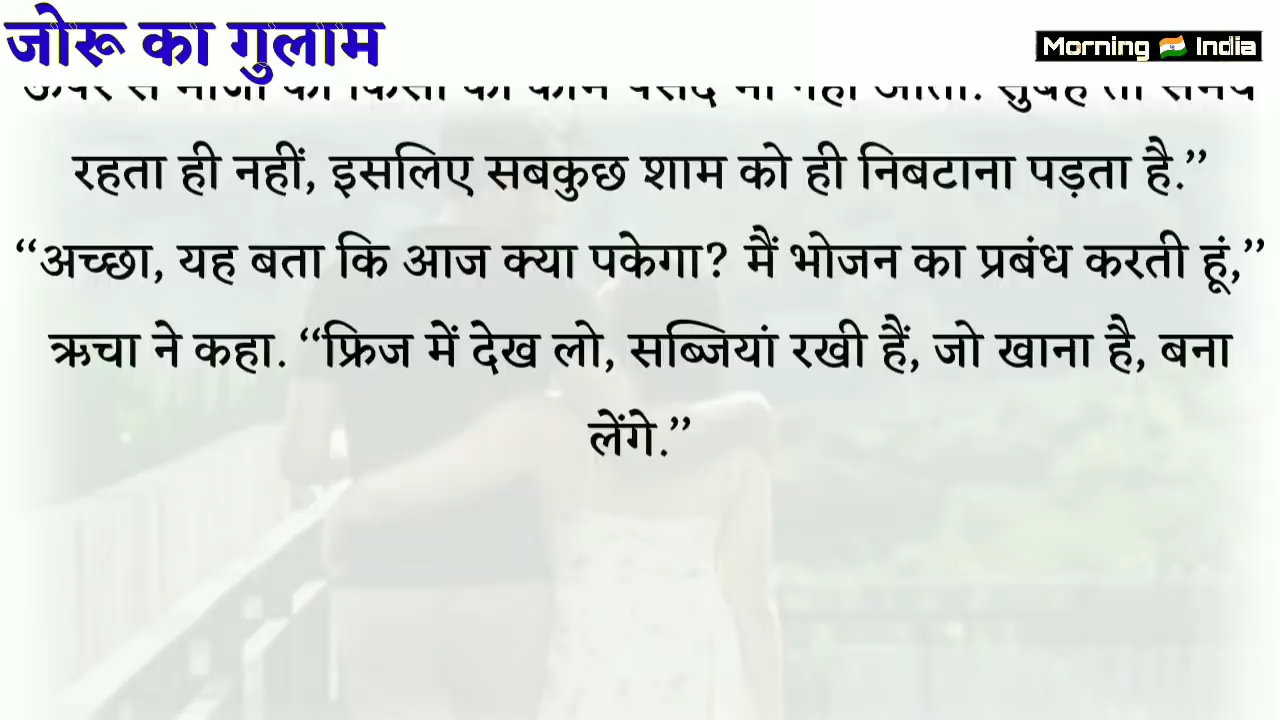 जोरू का गुलाम
Morning India
रहता ही नहीं, इसलिए सबकुछ शाम को ही निबटाना पड़ता है.’’
‘‘अच्छा, यह बता कि आज क्या पकेगा? मैं भोजन का प्रबंध करती हूं,’’
ऋचा ने कहा. ‘‘फ्रिज में देख लो, सब्जियां रखी हैं, जो खाना है, बना
लेंगे.’’